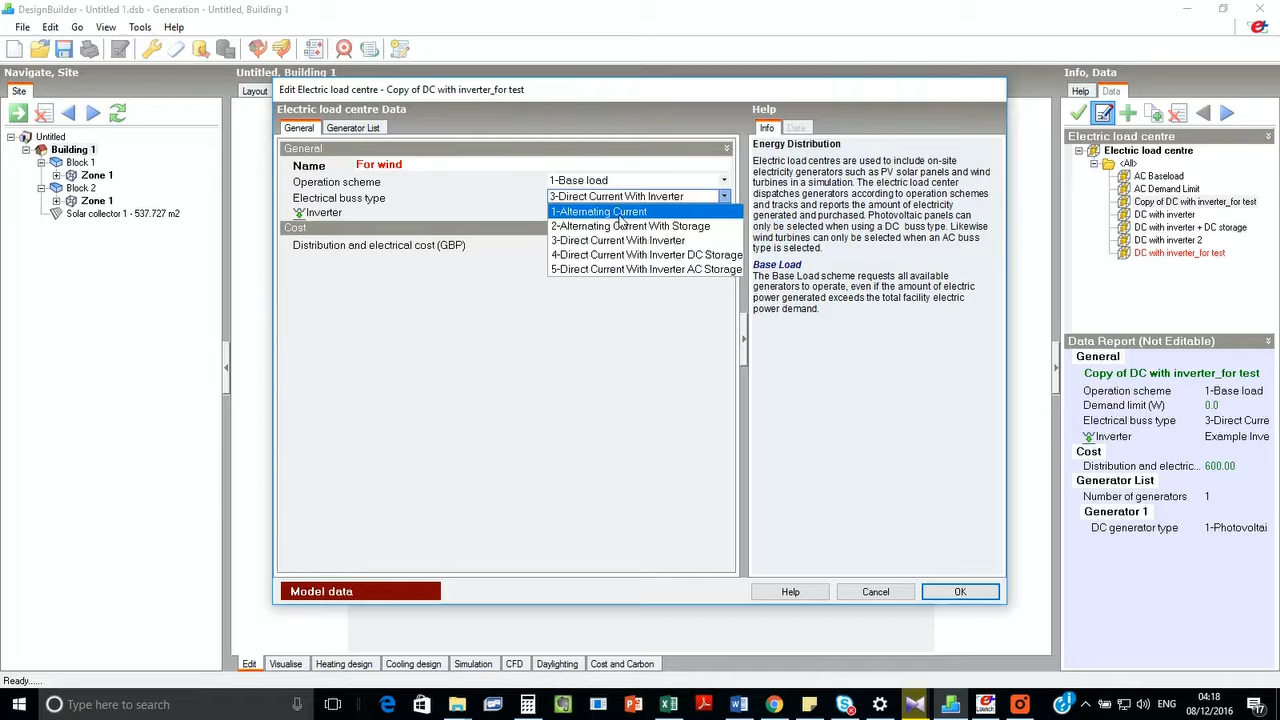 DesignBuilder - Untitled 1.dsb - Generation - Untitled, Building 1
File Edit Go View Tools Help
Navigate, Site
Site
Untitled
Building 1
Block 1
Zone 1
Block 2
Zone 1
Solar collector 1 - 537.727 m2
Untitled, Building 1
Layout
Edit Electric load centre - Copy of DC with inverter_for test
Electric load centre Data
General Generator List
General
Name For wind
Operation scheme 1-Base load
Electrical buss type 3-Direct Current With Inverter
Inverter
1-Alternating Current
2-Alternating Current With Storage
3-Direct Current With Inverter
4-Direct Current With Inverter DC Storage
5-Direct Current With Inverter AC Storage
Cost
Distribution and electrical cost (GBP)
Model data
Help
Info Data
Energy Distribution
Electric load centres are used to include on-site
electricity generators such as PV solar panels and wind
turbines in a simulation. The electric load center
dispatches generators according to operation schemes
and tracks and reports the amount of electricity
generated and purchased. Photovoltaic panels can
only be selected when using a DC buss type. Likewise
wind turbines can only be selected when an AC buss
type is selected.
Base Load
The Base Load scheme requests all available
generators to operate, even if the amount of electric
power generated exceeds the total facility electric
power demand.
Help Cancel OK
Info, Data
Help Data
Electric load centre
Electric load centre
<All>
AC Baseload
AC Demand Limit
Copy of DC with inverter_for test
DC with inverter
DC with inverter + DC storage
DC with inverter 2
DC with inverter_for test
Data Report (Not Editable)
General
Copy of DC with inverter_for test
Operation scheme 1-Base load
Demand limit (W) 0.0
Electrical buss type 3-Direct Curre
Inverter Example Inve
Cost
Distribution and electric... 600.00
Generator List
Number of generators 1
Generator 1
DC generator type 1-Photovoltai
Edit Visualise Heating design Cooling design Simulation CFD Daylighting Cost and Carbon
Ready......
Type here to search
04:18
08/12/2016